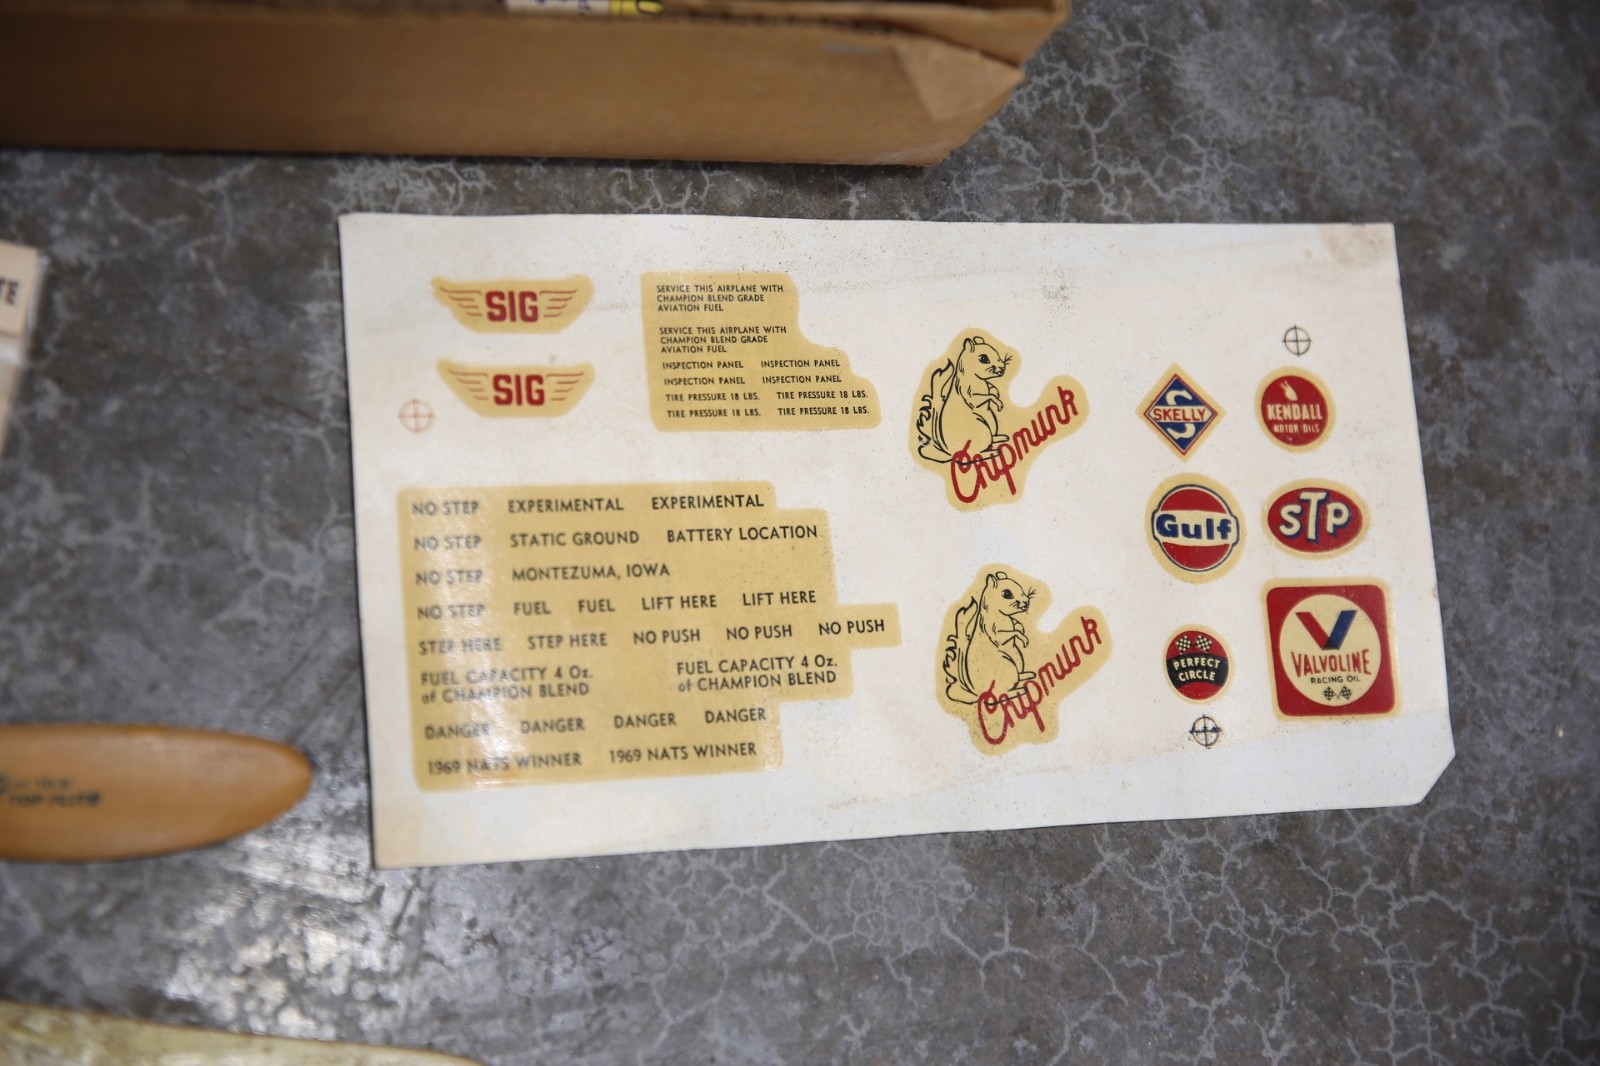 TE
SIG
SIG
SERVICE THIS AIRPLANE WITH
CHAMPION BLEND GRADE
AVIATION FUEL
SERVICE THIS AIRPLANE WITH
CHAMPION BLEND GRADE
AVIATION FUEL
INSPECTION PANEL INSPECTION PANEL
INSPECTION PANEL INSPECTION PANEL
TIRE PRESSURE 18 LBS. TIRE PRESSURE 18 LBS.
TIRE PRESSURE 18 LBS. TIRE PRESSURE 18 LBS.
NO STEP EXPERIMENTAL EXPERIMENTAL
NO STEP STATIC GROUND BATTERY LOCATION
NO STEP MONTEZUMA, IOWA
NO STEP FUEL FUEL LIFT HERE LIFT HERE
STEP HERE STEP HERE NO PUSH NO PUSH NO PUSH
FUEL CAPACITY 4 Oz.
of CHAMPION BLEND
FUEL CAPACITY 4 Oz.
of CHAMPION BLEND
DANGER DANGER DANGER DANGER
1969 NATS WINNER 1969 NATS WINNER
Chipmunk
Chipmunk
S
SKELLY
KENDALL
MOTOR OILS
Gulf
STP
PERFECT
CIRCLE
V
VALVOLINE
RACING OIL